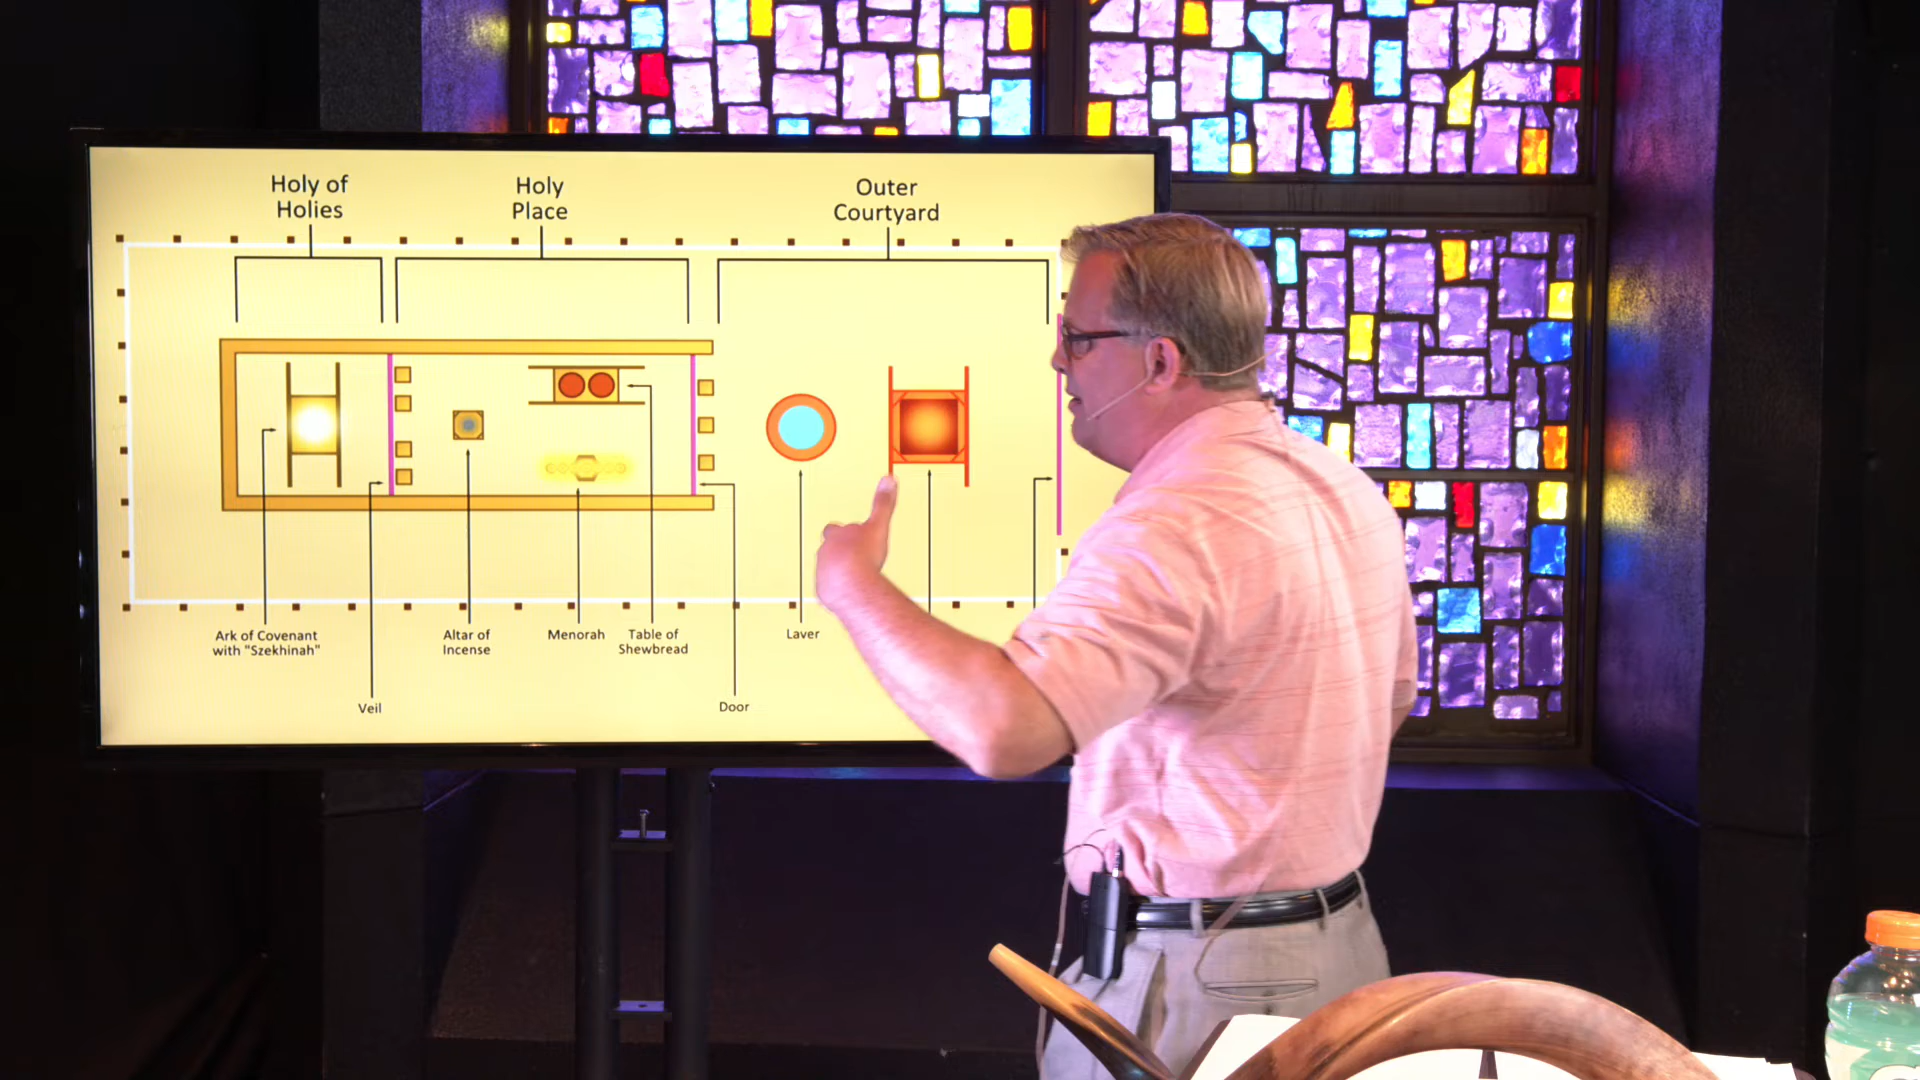 Holy of
Holies
Holy
Place
Outer
Courtyard
Ark of Covenant
with "Szekhinah"
Altar of
Incense
Menorah
Table of
Shewbread
Laver
Veil
Door